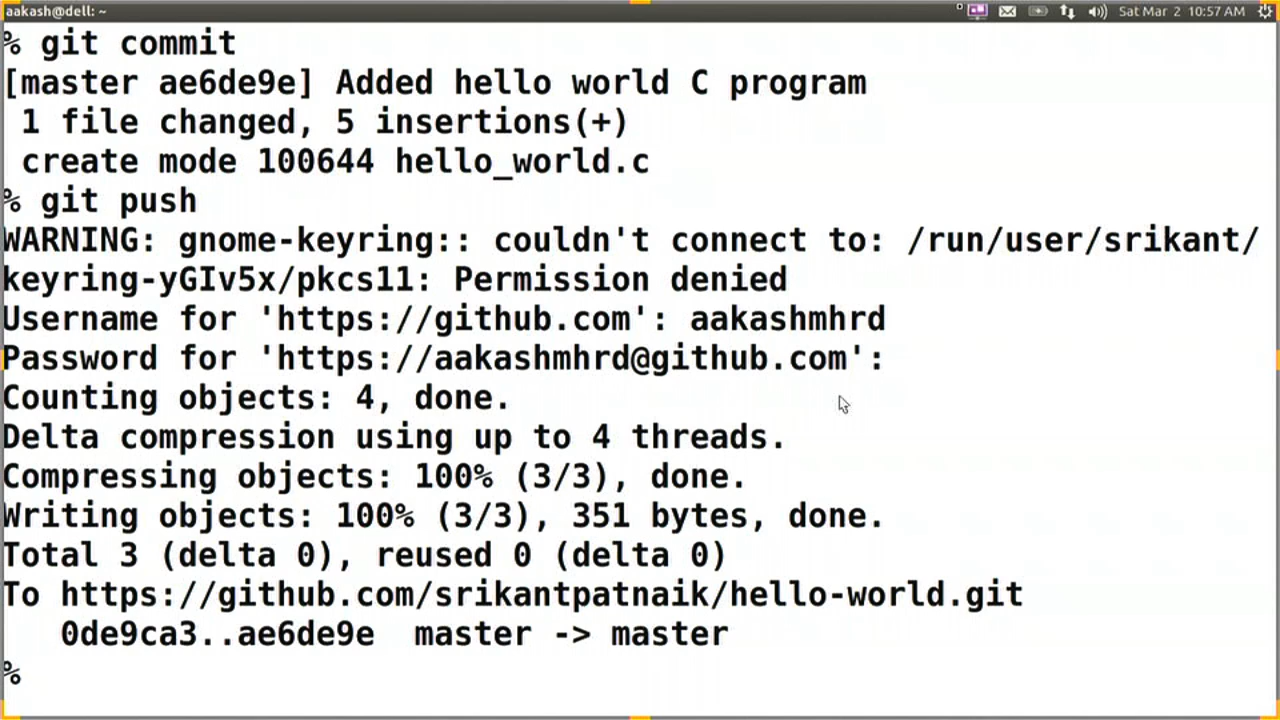 aakash@dell: ~
Sat Mar 2 10:57 AM
% git commit
[master ae6de9e] Added hello world C program
1 file changed, 5 insertions(+)
create mode 100644 hello_world.c
% git push
WARNING: gnome-keyring:: couldn't connect to: /run/user/srikant/
keyring-yGIv5x/pkcs11: Permission denied
Username for 'https://github.com': aakashmhrd
Password for 'https://aakashmhrd@github.com':
Counting objects: 4, done.
Delta compression using up to 4 threads.
Compressing objects: 100% (3/3), done.
Writing objects: 100% (3/3), 351 bytes, done.
Total 3 (delta 0), reused 0 (delta 0)
To https://github.com/srikantpatnaik/hello-world.git
0de9ca3..ae6de9e master -> master
%